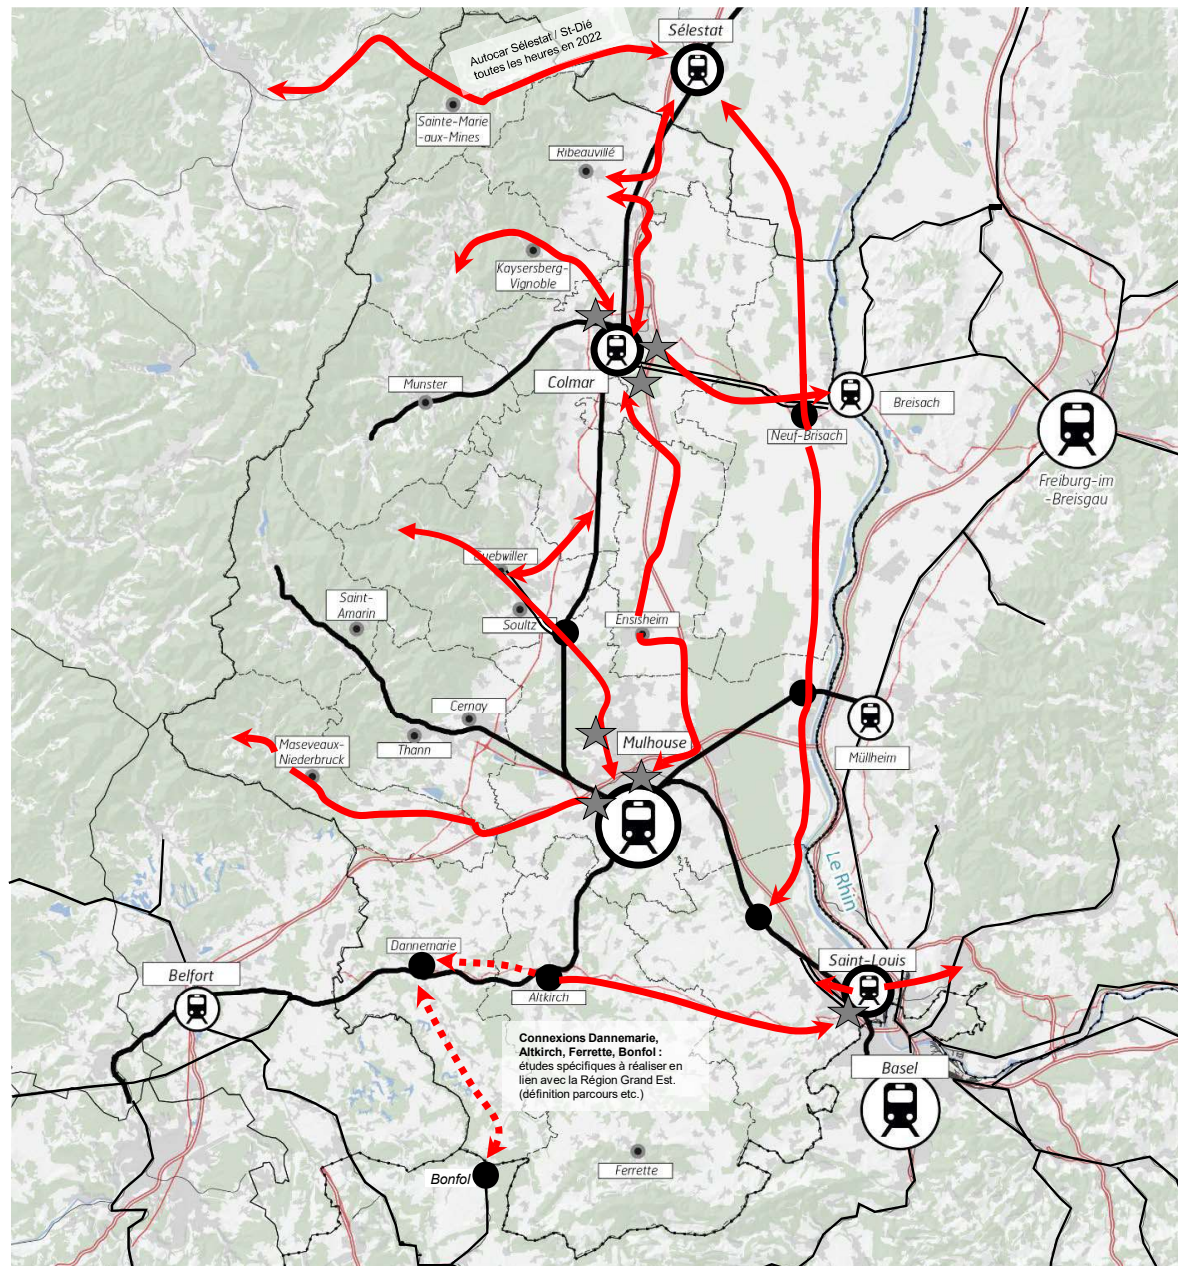 Sélestat
Autocar Sélestat / St-Dié
toutes les heures en 2022
Sainte-Marie
-aux-Mines
Ribeauvillé
Kaysersberg-
Vignoble
Munster
Colmar
Breisach
Neuf-Brisach
Freiburg-im
-Breisgau
Guebwiller
Saint-
Amarin
Soultz
Ensisheim
Cernay
Thann
Mulhouse
Maseveaux-
Niederbruck
Müllheim
Le Rhin
Dannemarie
Belfort
Altkirch
Saint-Louis
Connexions Dannemarie,
Altkirch, Ferrette, Bonfol :
études spécifiques à réaliser en
lien avec la Région Grand Est.
(définition parcours etc.)
Basel
Bonfol
Ferrette